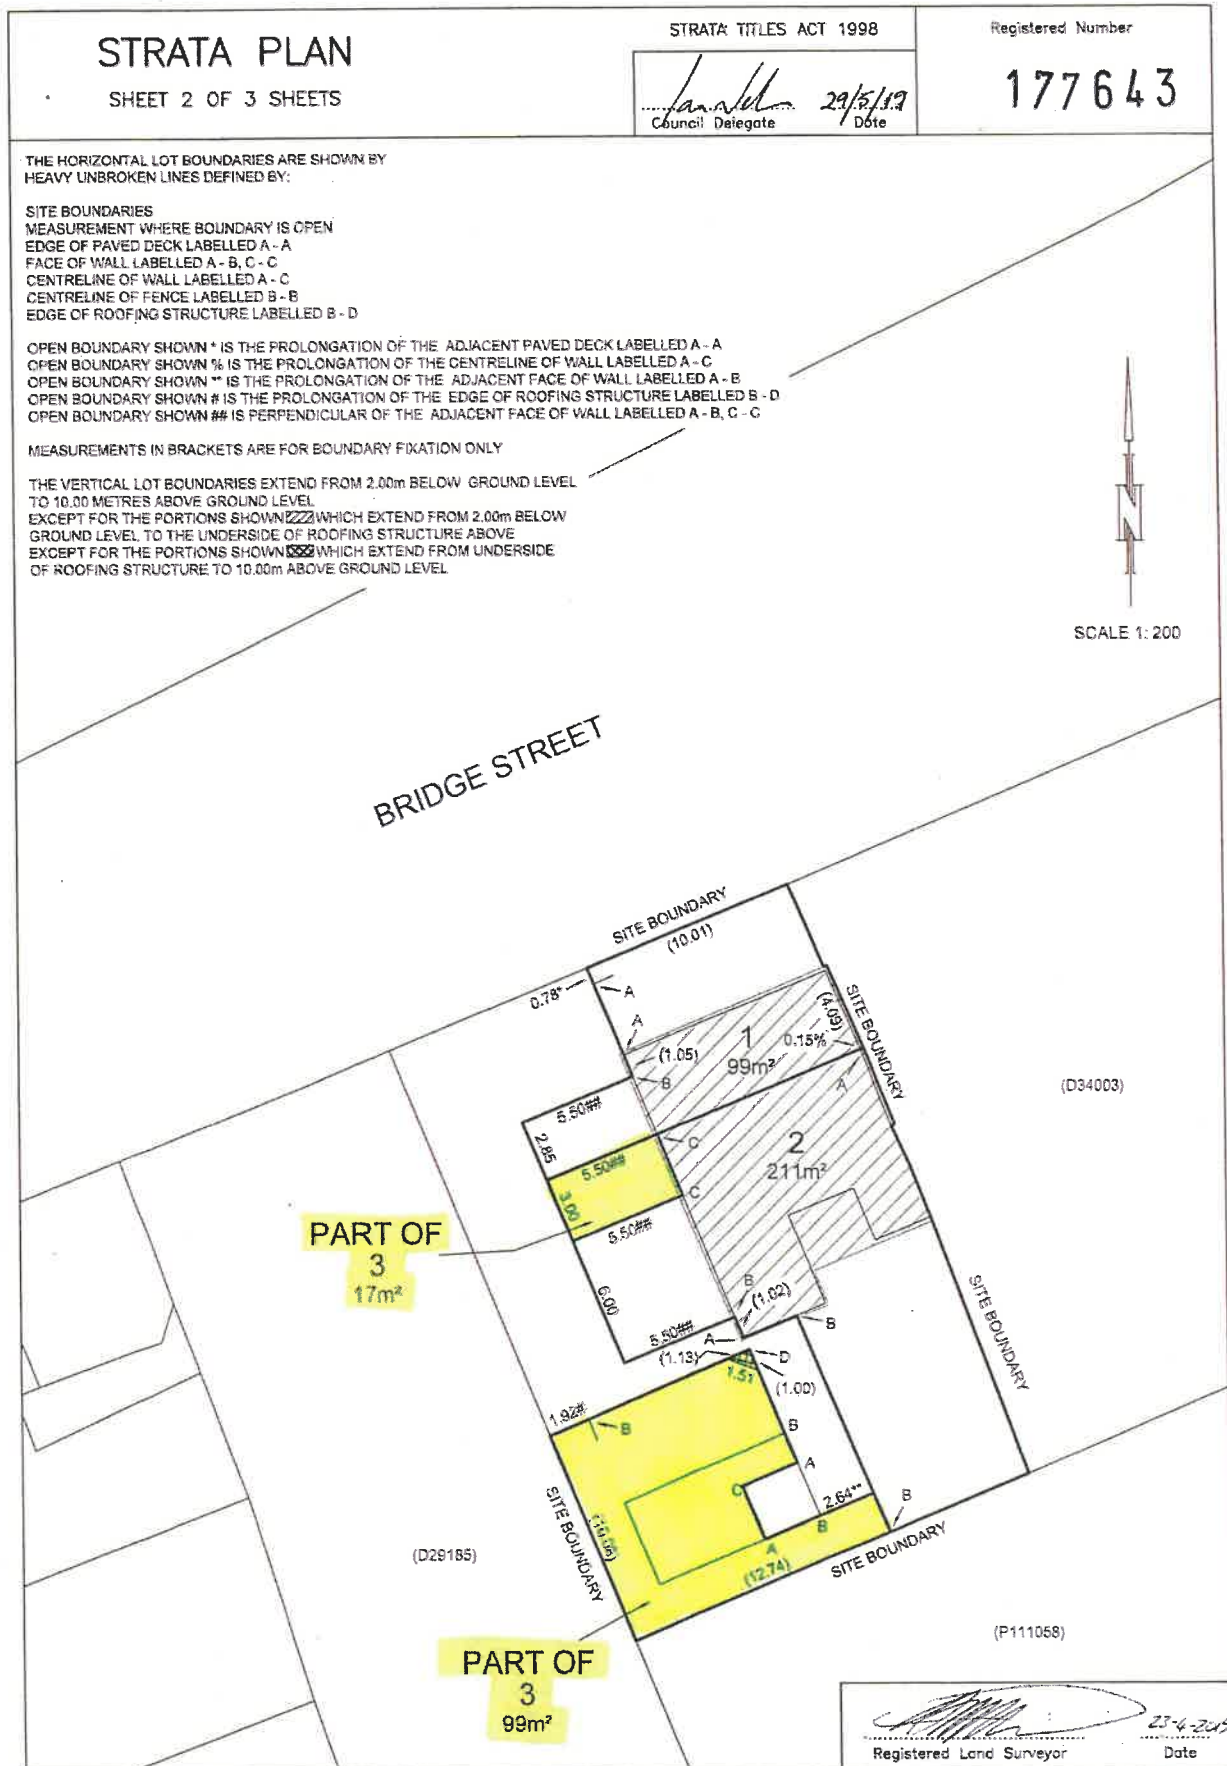 STRATA PLAN
SHEET 2 OF 3 SHEETS
STRATA TITLES ACT 1998
29/5/19
Council Delegate Date
Registered Number
177643
THE HORIZONTAL LOT BOUNDARIES ARE SHOWN BY
HEAVY UNBROKEN LINES DEFINED BY:
SITE BOUNDARIES
MEASUREMENT WHERE BOUNDARY IS OPEN
EDGE OF PAVED DECK LABELLED A - A
FACE OF WALL LABELLED A - B, C - C
CENTRELINE OF WALL LABELLED A - C
CENTRELINE OF FENCE LABELLED B - B
EDGE OF ROOFING STRUCTURE LABELLED B - D
OPEN BOUNDARY SHOWN * IS THE PROLONGATION OF THE ADJACENT PAVED DECK LABELLED A - A
OPEN BOUNDARY SHOWN % IS THE PROLONGATION OF THE CENTRELINE OF WALL LABELLED A - C
OPEN BOUNDARY SHOWN ** IS THE PROLONGATION OF THE ADJACENT FACE OF WALL LABELLED A - B
OPEN BOUNDARY SHOWN # IS THE PROLONGATION OF THE EDGE OF ROOFING STRUCTURE LABELLED B - D
OPEN BOUNDARY SHOWN ## IS PERPENDICULAR OF THE ADJACENT FACE OF WALL LABELLED A - B, C - C
MEASUREMENTS IN BRACKETS ARE FOR BOUNDARY FIXATION ONLY
THE VERTICAL LOT BOUNDARIES EXTEND FROM 2.00m BELOW GROUND LEVEL
TO 10.00 METRES ABOVE GROUND LEVEL
EXCEPT FOR THE PORTIONS SHOWN WHICH EXTEND FROM 2.00m BELOW
GROUND LEVEL TO THE UNDERSIDE OF ROOFING STRUCTURE ABOVE
EXCEPT FOR THE PORTIONS SHOWN WHICH EXTEND FROM UNDERSIDE
OF ROOFING STRUCTURE TO 10.00m ABOVE GROUND LEVEL
N
SCALE 1: 200
BRIDGE STREET
SITE BOUNDARY
(10.01)
0.78*
A
A
SITE BOUNDARY
(4.09)
1
99m²
0.15%
(1.05)
B
A
(D34003)
5.50##
2.85
C
2
211m²
5.50##
C
3.00
PART OF
3
17m²
5.50##
6.00
B
(1.02)
SITE BOUNDARY
5.50##
A
B
(1.13)
D
1.51
(1.00)
1.92#
B
B
A
C
2.64**
B
B
A
SITE BOUNDARY
(12.74)
SITE BOUNDARY
(D29185)
(P111058)
PART OF
3
99m²
Registered Land Surveyor Date